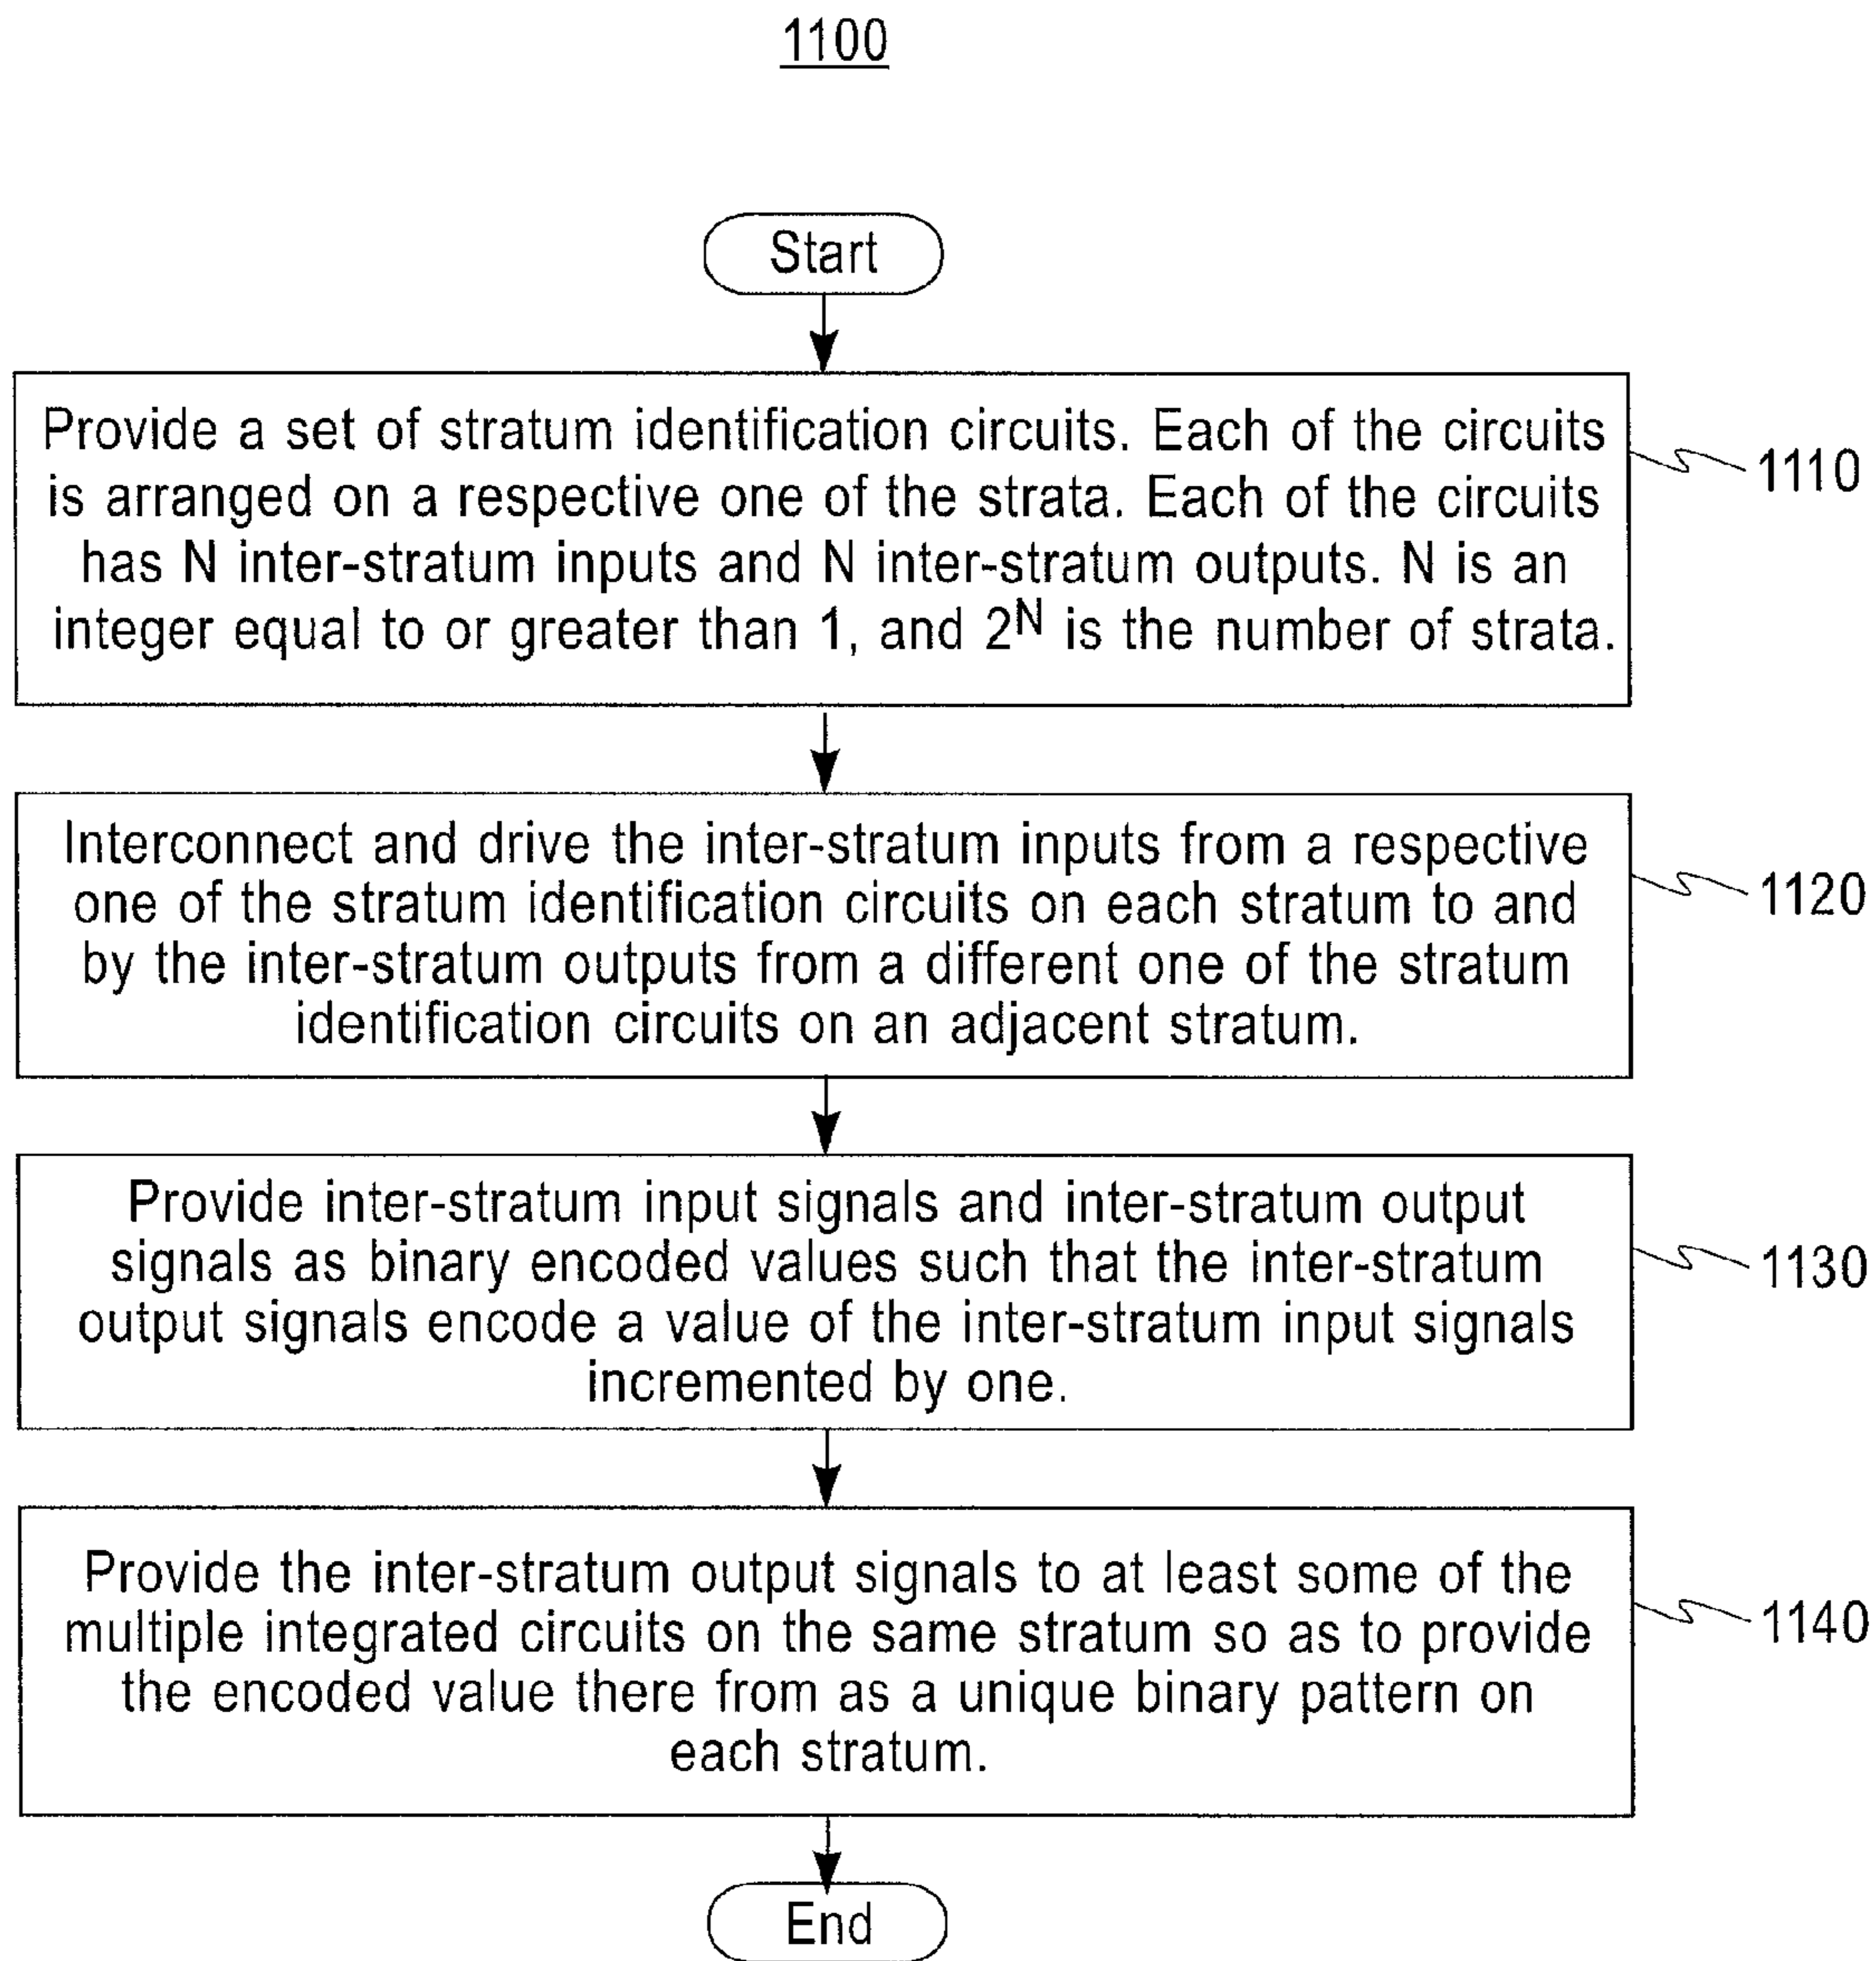 1100
Start
Provide a set of stratum identification circuits. Each of the circuits
is arranged on a respective one of the strata. Each of the circuits
has N inter-stratum inputs and N inter-stratum outputs. N is an
integer equal to or greater than 1, and 2ᴺ is the number of strata.
1110
Interconnect and drive the inter-stratum inputs from a respective
one of the stratum identification circuits on each stratum to and
by the inter-stratum outputs from a different one of the stratum
identification circuits on an adjacent stratum.
1120
Provide inter-stratum input signals and inter-stratum output
signals as binary encoded values such that the inter-stratum
output signals encode a value of the inter-stratum input signals
incremented by one.
1130
Provide the inter-stratum output signals to at least some of the
multiple integrated circuits on the same stratum so as to provide
the encoded value there from as a unique binary pattern on
each stratum.
1140
End